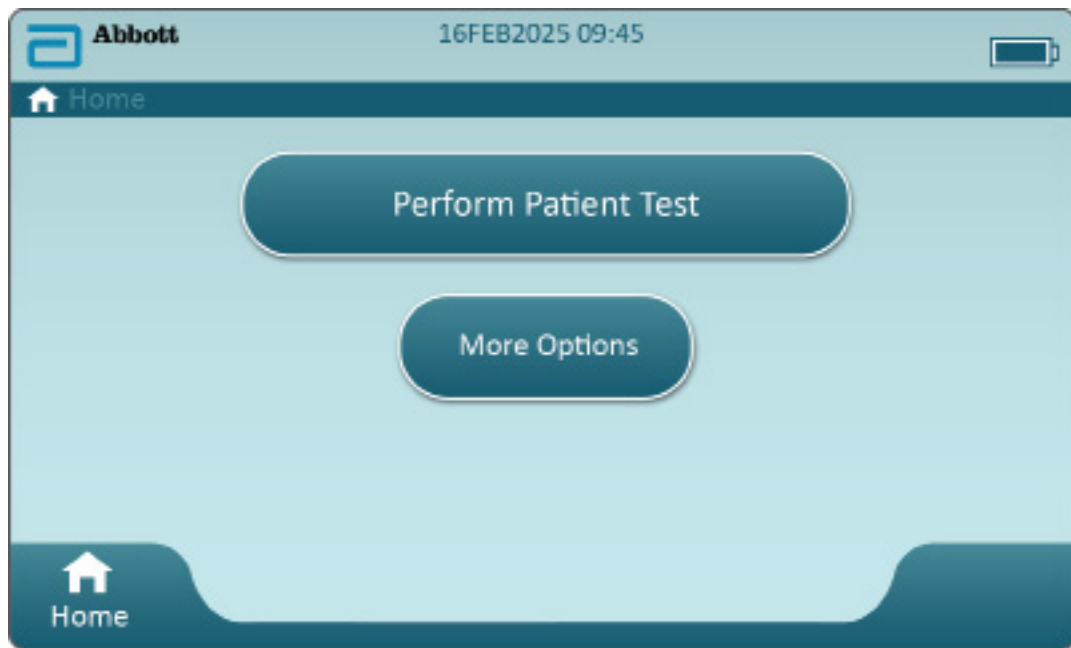 Abbott
16FEB2025 09:45
Home
Perform Patient Test
More Options
Home